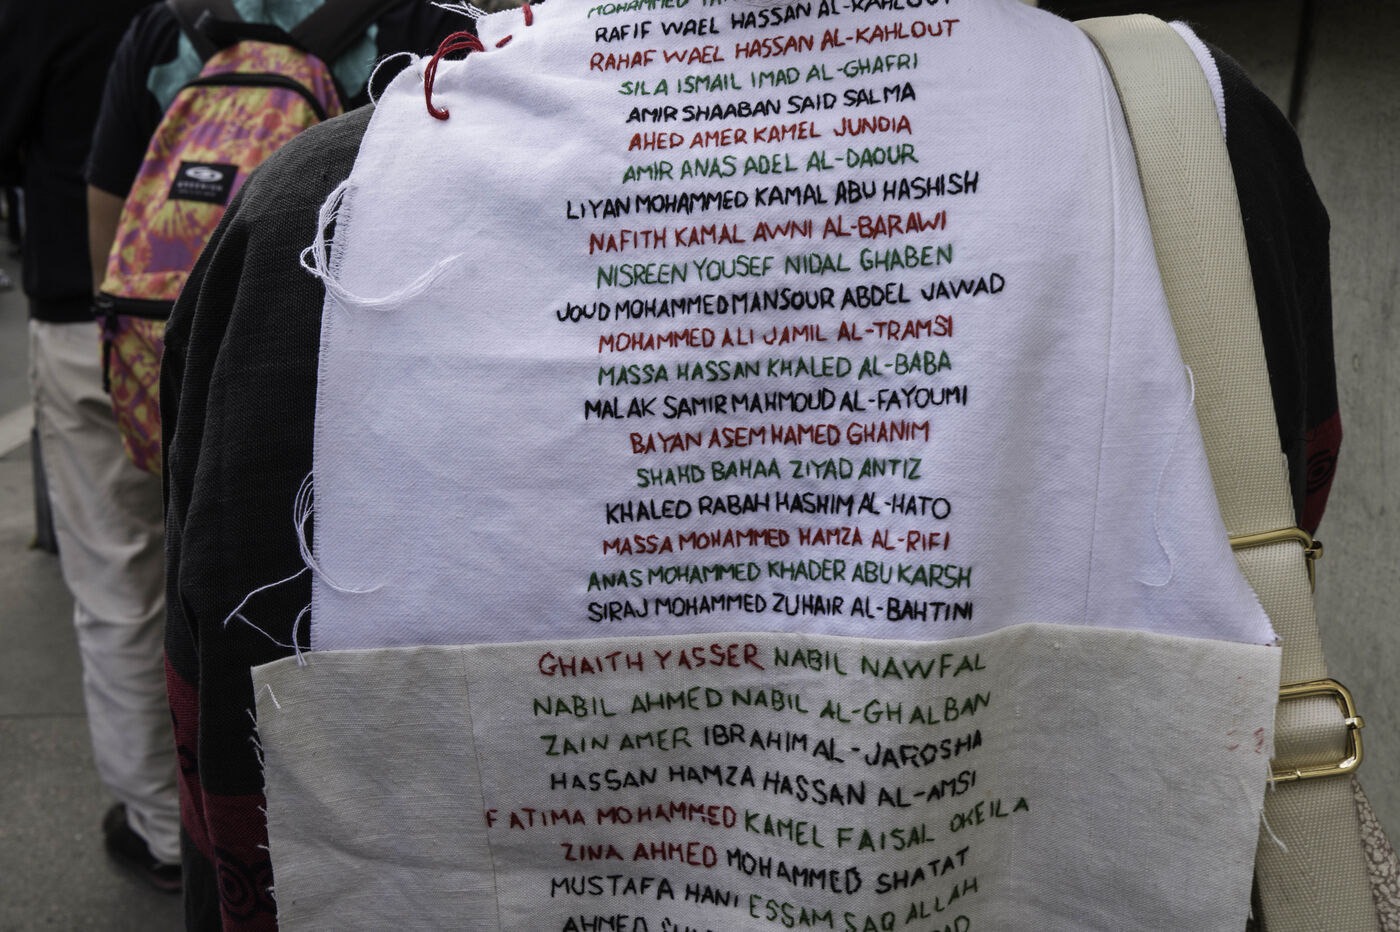 MOHAMMED
RAFIF WAEL HASSAN AL-KAHLOUT
RAHAF WAEL HASSAN AL-KAHLOUT
SILA ISMAIL IMAD AL-GHAFRI
AMIR SHAABAN SAID SALMA
AHED AMER KAMEL JUNDIA
AMIR ANAS ADEL AL-DAOUR
LIYAN MOHAMMED KAMAL ABU HASHISH
NAFITH KAMAL AWNI AL-BARAWI
NISREEN YOUSEF NIDAL GHABEN
JOUD MOHAMMED MANSOUR ABDEL JAWAD
MOHAMMED ALI JAMIL AL-TRAMSI
MASSA HASSAN KHALED AL-BABA
MALAK SAMIR MAHMOUD AL-FAYOUMI
BAYAN ASEM HAMED GHANIM
SHAHD BAHAA ZIYAD ANTIZ
KHALED RABAH HASHIM AL-HATO
MASSA MOHAMMED HAMZA AL-RIFI
ANAS MOHAMMED KHADER ABU KARSH
SIRAJ MOHAMMED ZUHAIR AL-BAHTINI
GHAITH YASSER NABIL NAWFAL
NABIL AHMED NABIL AL-GHALBAN
ZAIN AMER IBRAHIM AL-JAROSHA
HASSAN HAMZA HASSAN AL-AMSI
FATIMA MOHAMMED KAMEL FAISAL OKEILA
ZINA AHMED MOHAMMED SHATAT
MUSTAFA HANI ESSAM SAQ ALLAH
AHMED